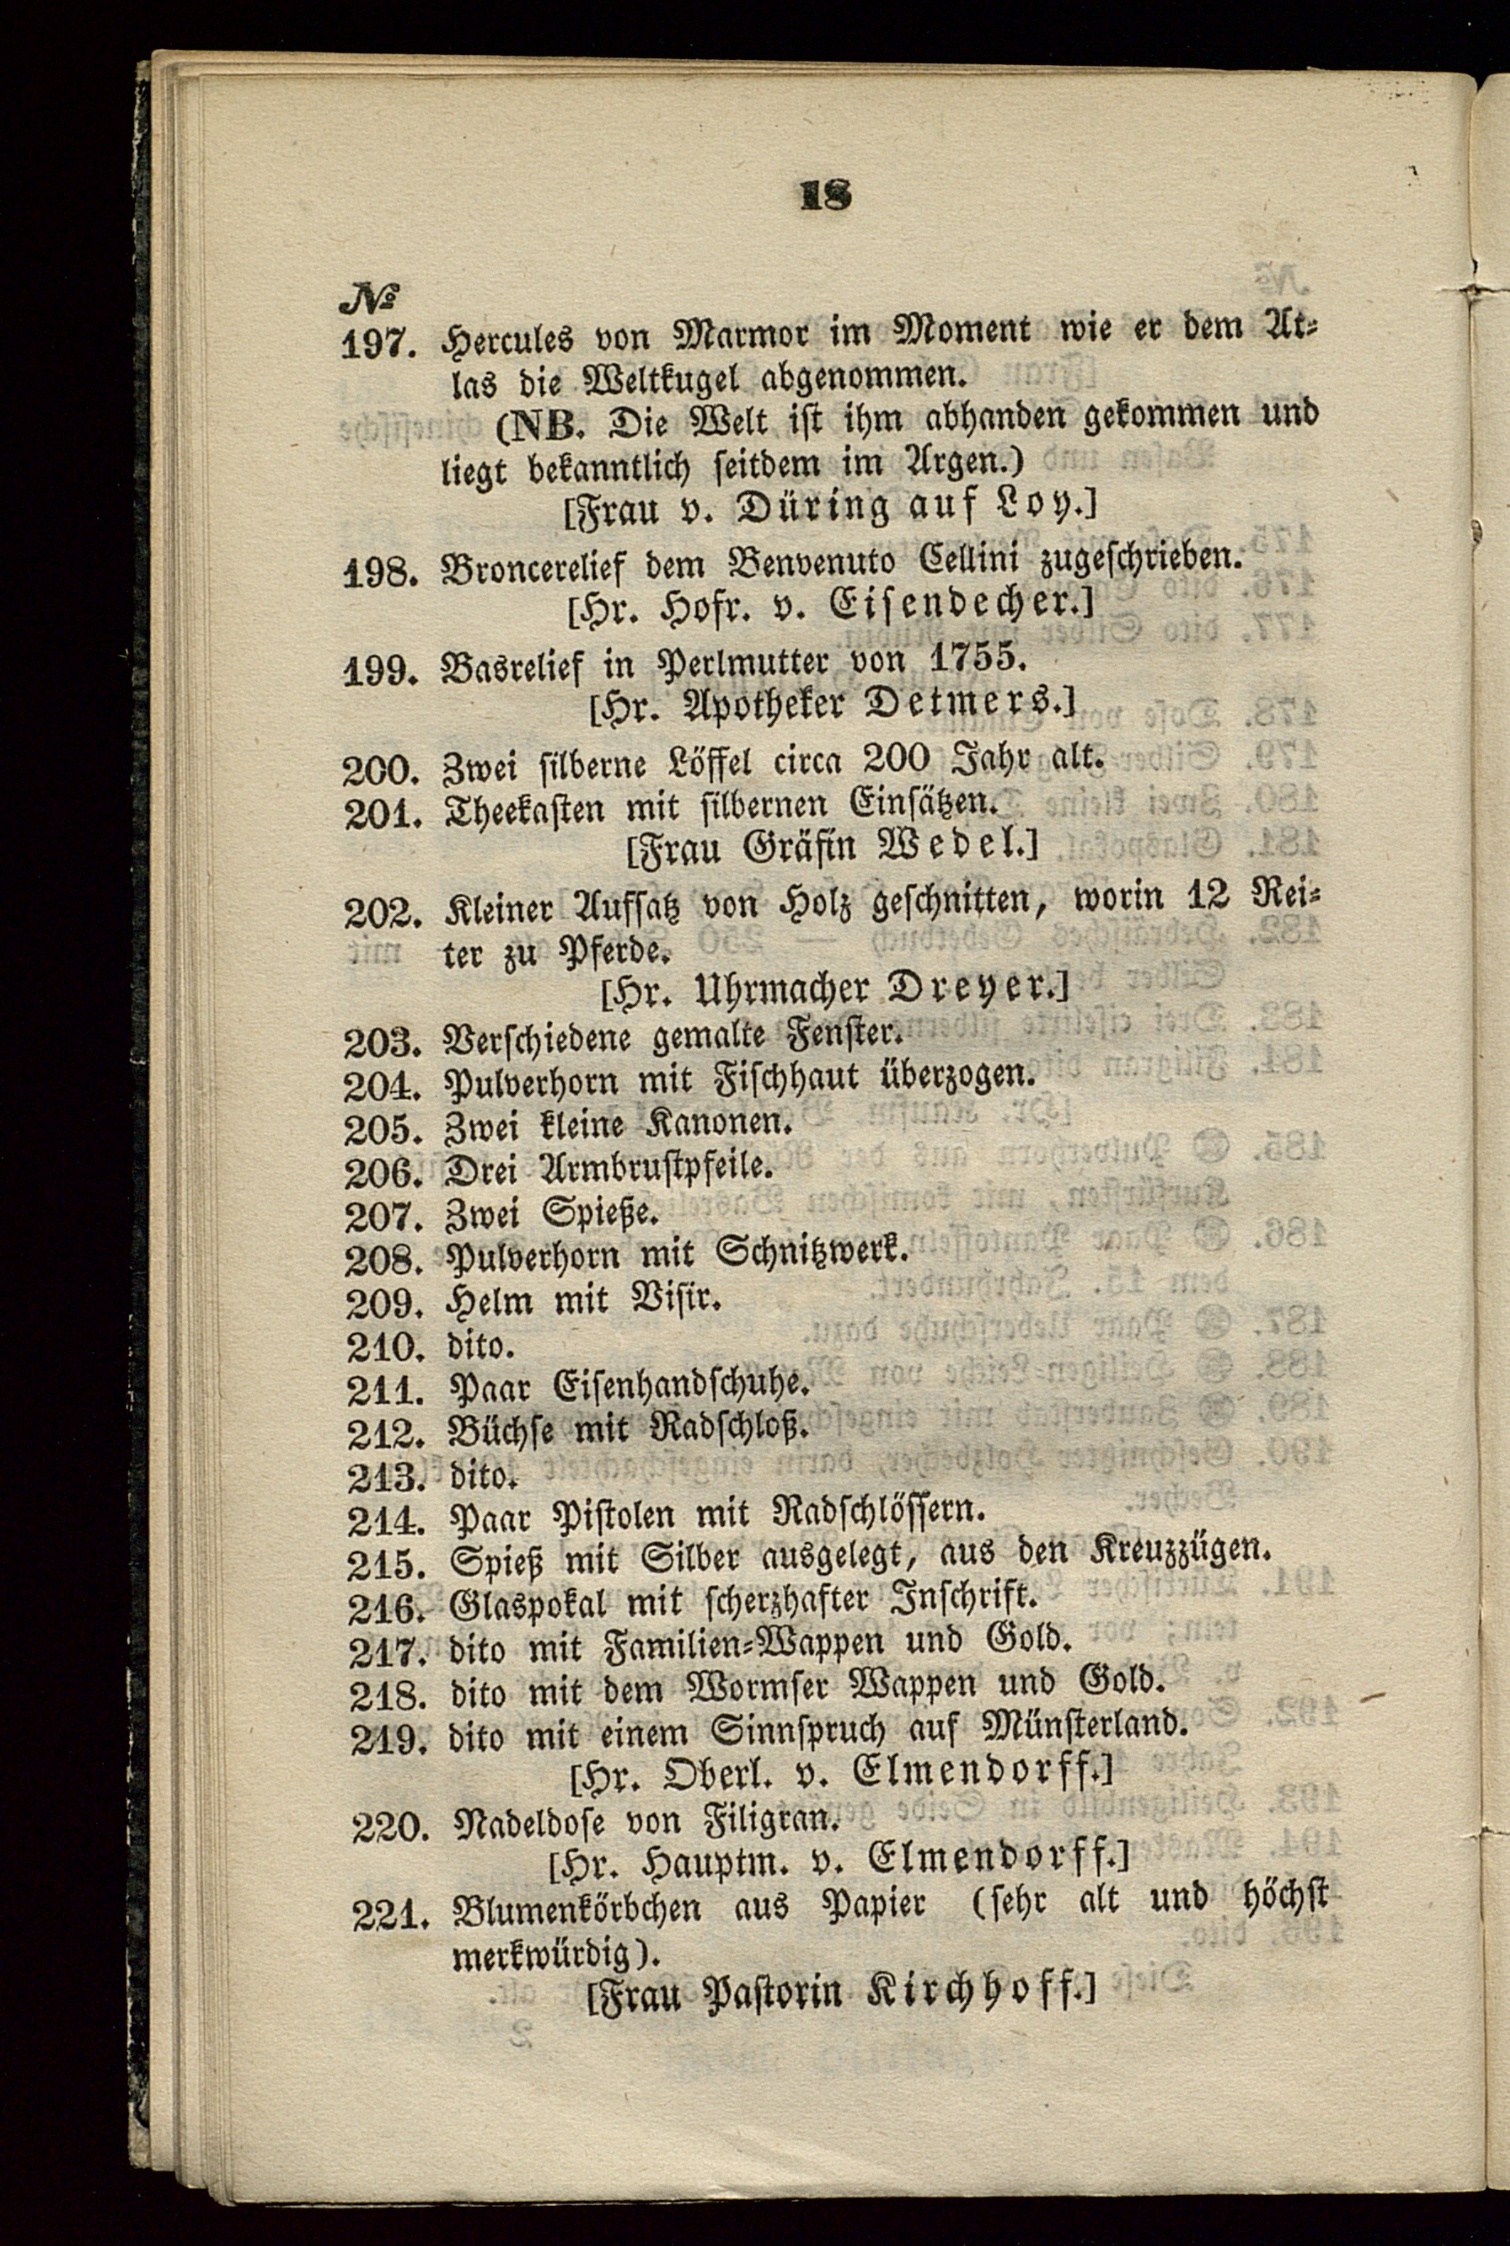 18
№
197. Hercules von Marmor im Moment wie er dem At-
las die Weltkugel abgenommen.
(NB. Die Welt ist ihm abhanden gekommen und
liegt bekanntlich seitdem im Argen.)
[Frau v. Düring auf Loy.]
198. Broncerelief dem Benvenuto Cellini zugeschrieben.
[Hr. Hofr. v. Eisendecher.]
199. Basrelief in Perlmutter von 1755.
[Hr. Apotheker Detmers.]
200. Zwei silberne Löffel circa 200 Jahr alt.
201. Theekasten mit silbernen Einsätzen.
[Frau Gräfin Wedel.]
202. Kleiner Aufsatz von Holz geschnitten, worin 12 Rei-
ter zu Pferde.
[Hr. Uhrmacher Dreyer.]
203. Verschiedene gemalte Fenster.
204. Pulverhorn mit Fischhaut überzogen.
205. Zwei kleine Kanonen.
206. Drei Armbrustpfeile.
207. Zwei Spieße.
208. Pulverhorn mit Schnitzwerk.
209. Helm mit Visir.
210. dito.
211. Paar Eisenhandschuhe.
212. Büchse mit Radschloß.
213. dito.
214. Paar Pistolen mit Radschlössern.
215. Spieß mit Silber ausgelegt, aus den Kreuzzügen.
216. Glaspokal mit scherzhafter Inschrift.
217. dito mit Familien-Wappen und Gold.
218. dito mit dem Wormser Wappen und Gold.
219. dito mit einem Sinnspruch auf Münsterland.
[Hr. Oberl. v. Elmendorff.]
220. Nadeldose von Filigran.
[Hr. Hauptm. v. Elmendorff.]
221. Blumenkörbchen aus Papier (sehr alt und höchst
merkwürdig).
[Frau Pastorin Kirchhoff.]